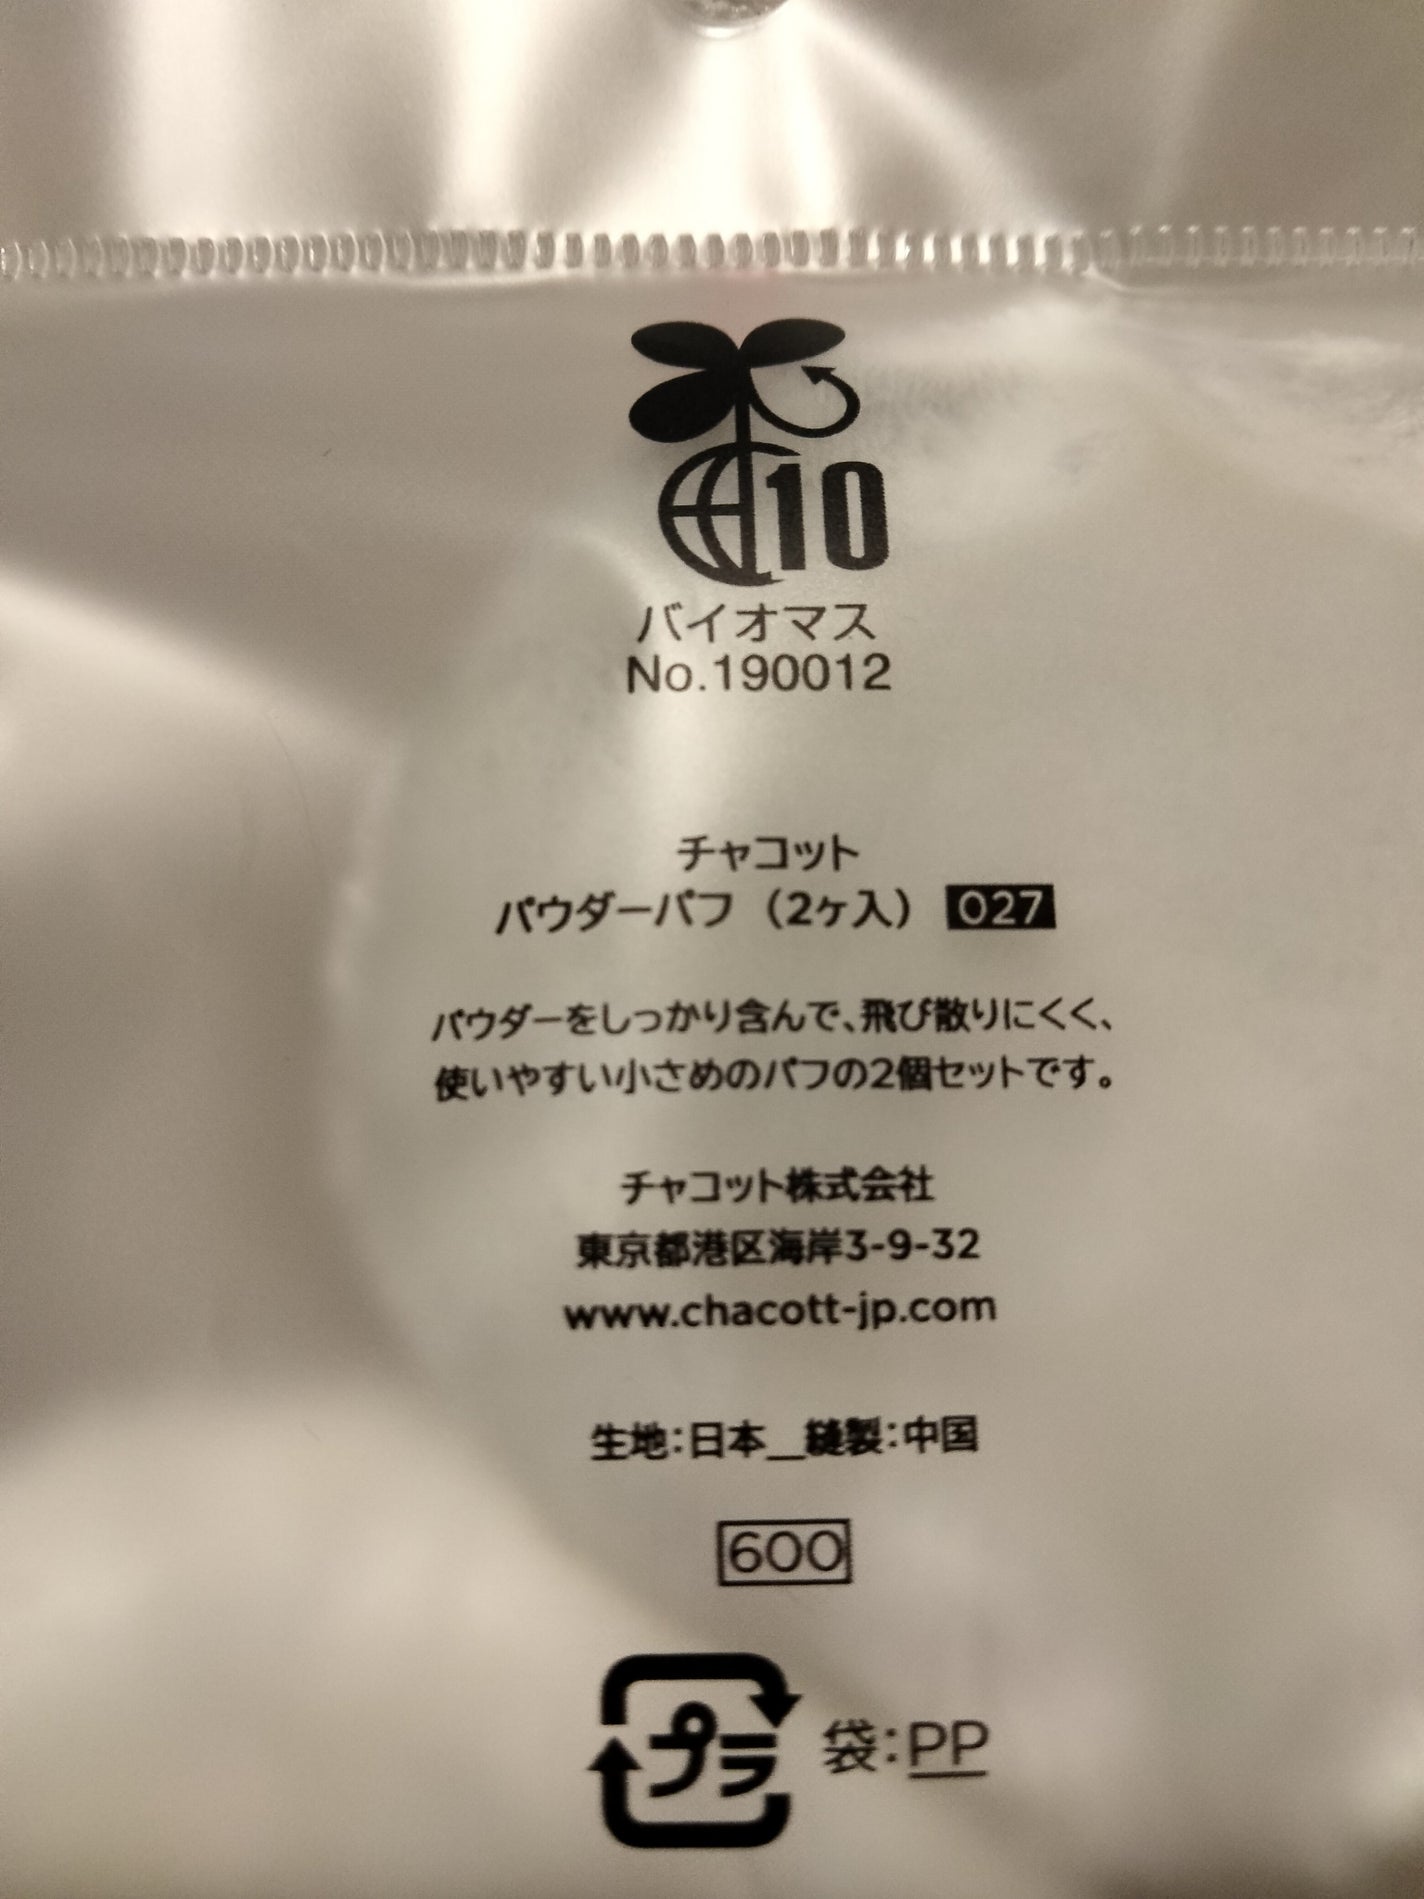 10
バイオマス
No.190012
チャコット
パウダーパフ（2ヶ入） 027
パウダーをしっかり含んで、飛び散りにくく、
使いやすい小さめのパフの2個セットです。
チャコット株式会社
東京都港区海岸3-9-32
www.chacott-jp.com
生地：日本＿縫製：中国
600
プラ 袋：PP